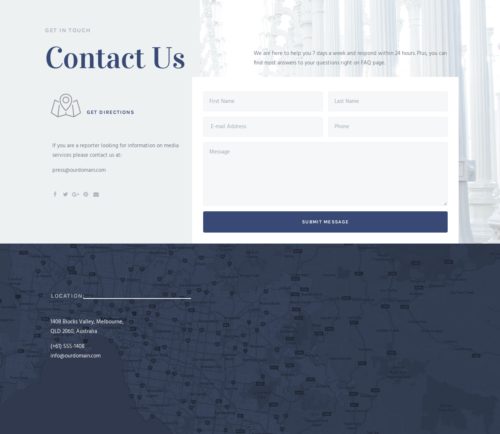 GET IN TOUCH
Contact Us
We are here to help you 7 days a week and respond within 24 hours. Plus, you can
find most answers to your questions right on FAQ page.
GET DIRECTIONS
If you are a reporter looking for information on media
services please contact us at:
press@ourdomain.com
First Name
Last Name
E-mail Address
Phone
Message
SUBMIT MESSAGE
LOCATION
1408 Blocks Valley, Melbourne,
QLD 2060, Australia
(+61) 555-1408
info@ourdomain.com